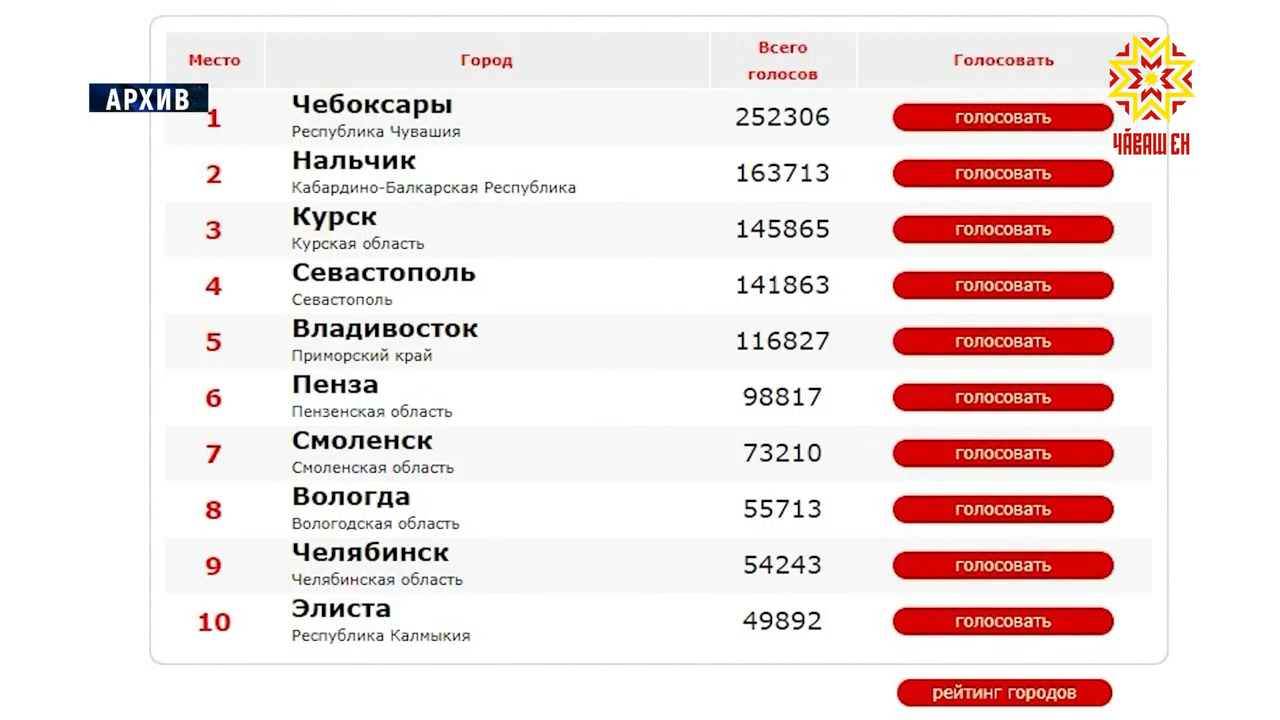 Место Город Всего голосов Голосовать
АРХИВ
ЧӐВАШ ЕН
1 Чебоксары 252306 голосовать
Республика Чувашия
2 Нальчик 163713 голосовать
Кабардино-Балкарская Республика
3 Курск 145865 голосовать
Курская область
4 Севастополь 141863 голосовать
Севастополь
5 Владивосток 116827 голосовать
Приморский край
6 Пенза 98817 голосовать
Пензенская область
7 Смоленск 73210 голосовать
Смоленская область
8 Вологда 55713 голосовать
Вологодская область
9 Челябинск 54243 голосовать
Челябинская область
10 Элиста 49892 голосовать
Республика Калмыкия
рейтинг городов